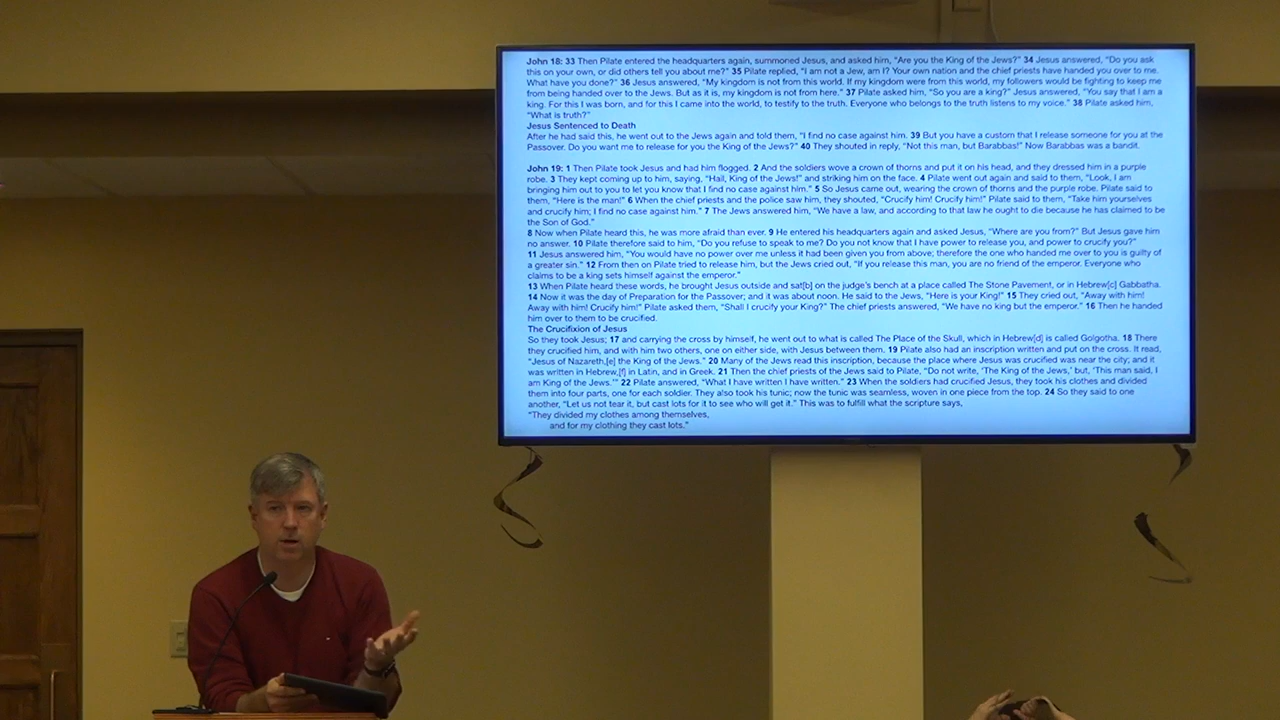 John 18: 33 Then Pilate entered the headquarters again, summoned Jesus, and asked him, “Are you the King of the Jews?” 34 Jesus answered, “Do you ask
this on your own, or did others tell you about me?” 35 Pilate replied, “I am not a Jew, am I? Your own nation and the chief priests have handed you over to me.
What have you done?” 36 Jesus answered, “My kingdom is not from this world. If my kingdom were from this world, my followers would be fighting to keep me
from being handed over to the Jews. But as it is, my kingdom is not from here.” 37 Pilate asked him, “So you are a king?” Jesus answered, “You say that I am a
king. For this I was born, and for this I came into the world, to testify to the truth. Everyone who belongs to the truth listens to my voice.” 38 Pilate asked him,
“What is truth?”
Jesus Sentenced to Death
After he had said this, he went out to the Jews again and told them, “I find no case against him. 39 But you have a custom that I release someone for you at the
Passover. Do you want me to release for you the King of the Jews?” 40 They shouted in reply, “Not this man, but Barabbas!” Now Barabbas was a bandit.
John 19: 1 Then Pilate took Jesus and had him flogged. 2 And the soldiers wove a crown of thorns and put it on his head, and they dressed him in a purple
robe. 3 They kept coming up to him, saying, “Hail, King of the Jews!” and striking him on the face. 4 Pilate went out again and said to them, “Look, I am
bringing him out to you to let you know that I find no case against him.” 5 So Jesus came out, wearing the crown of thorns and the purple robe. Pilate said to
them, “Here is the man!” 6 When the chief priests and the police saw him, they shouted, “Crucify him! Crucify him!” Pilate said to them, “Take him yourselves
and crucify him; I find no case against him.” 7 The Jews answered him, “We have a law, and according to that law he ought to die because he has claimed to be
the Son of God.”
8 Now when Pilate heard this, he was more afraid than ever. 9 He entered his headquarters again and asked Jesus, “Where are you from?” But Jesus gave him
no answer. 10 Pilate therefore said to him, “Do you refuse to speak to me? Do you not know that I have power to release you, and power to crucify you?”
11 Jesus answered him, “You would have no power over me unless it had been given you from above; therefore the one who handed me over to you is guilty of
a greater sin.” 12 From then on Pilate tried to release him, but the Jews cried out, “If you release this man, you are no friend of the emperor. Everyone who
claims to be a king sets himself against the emperor.”
13 When Pilate heard these words, he brought Jesus outside and sat[b] on the judge’s bench at a place called The Stone Pavement, or in Hebrew[c] Gabbatha.
14 Now it was the day of Preparation for the Passover; and it was about noon. He said to the Jews, “Here is your King!” 15 They cried out, “Away with him!
Away with him! Crucify him!” Pilate asked them, “Shall I crucify your King?” The chief priests answered, “We have no king but the emperor.” 16 Then he handed
him over to them to be crucified.
The Crucifixion of Jesus
So they took Jesus; 17 and carrying the cross by himself, he went out to what is called The Place of the Skull, which in Hebrew[d] is called Golgotha. 18 There
they crucified him, and with him two others, one on either side, with Jesus between them. 19 Pilate also had an inscription written and put on the cross. It read,
“Jesus of Nazareth,[e] the King of the Jews.” 20 Many of the Jews read this inscription, because the place where Jesus was crucified was near the city; and it
was written in Hebrew,[f] in Latin, and in Greek. 21 Then the chief priests of the Jews said to Pilate, “Do not write, ‘The King of the Jews,’ but, ‘This man said, I
am King of the Jews.’” 22 Pilate answered, “What I have written I have written.” 23 When the soldiers had crucified Jesus, they took his clothes and divided
them into four parts, one for each soldier. They also took his tunic; now the tunic was seamless, woven in one piece from the top. 24 So they said to one
another, “Let us not tear it, but cast lots for it to see who will get it.” This was to fulfill what the scripture says,
“They divided my clothes among themselves,
and for my clothing they cast lots.”